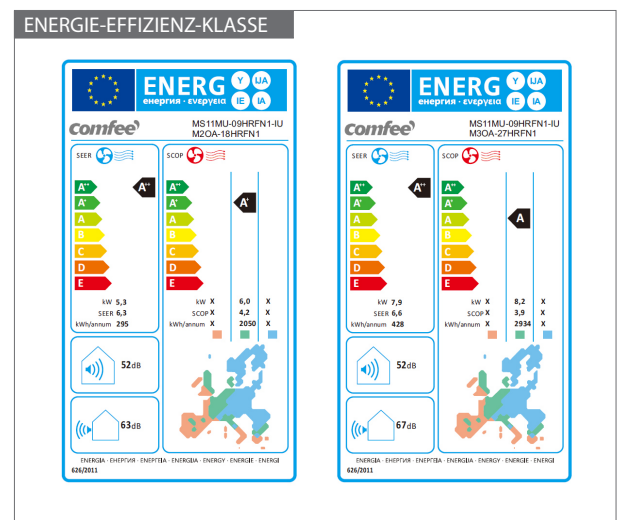 ENERGIE-EFFIZIENZ-KLASSE
ENERG Y IJA
енергия · ενεργεια IE IA
comfee'
MS11MU-09HRFN1-IU
M2OA-18HRFN1
SEER SCOP
A++ A++ A++
A+ A+ A+
A A
B B
C C
D D
E E
kW 5,3 kW X 6,0 X
SEER 6,3 SCOP X 4,2 X
kWh/annum 295 kWh/annum X 2050 X
52dB
63dB
ENERGIA · ЕНЕРГИЯ · ΕΝΕΡΓΕΙΑ · ENERGIJA · ENERGY · ENERGIE · ENERGI
626/2011
ENERG Y IJA
енергия · ενεργεια IE IA
comfee'
MS11MU-09HRFN1-IU
M3OA-27HRFN1
SEER SCOP
A++ A++ A++
A+ A+
A A A
B B
C C
D D
E E
kW 7,9 kW X 8,2 X
SEER 6,6 SCOP X 3,9 X
kWh/annum 428 kWh/annum X 2934 X
52dB
67dB
ENERGIA · ЕНЕРГИЯ · ΕΝΕΡΓΕΙΑ · ENERGIJA · ENERGY · ENERGIE · ENERGI
626/2011